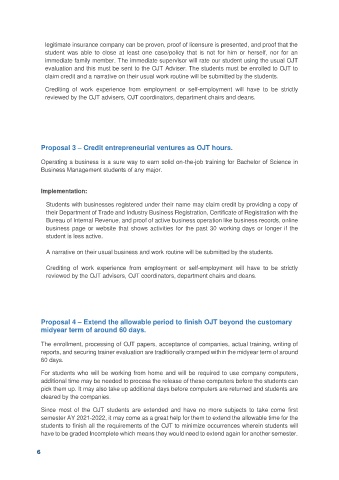 legitimate insurance company can be proven, proof of licensure is presented, and proof that the
student was able to close at least one case/policy that is not for him or herself, nor for an
immediate family member. The immediate supervisor will rate our student using the usual OJT
evaluation and this must be sent to the OJT Adviser. The students must be enrolled to OJT to
claim credit and a narrative on their usual work routine will be submitted by the students.
Crediting of work experience from employment or self-employment will have to be strictly
reviewed by the OJT advisers, OJT coordinators, department chairs and deans.
Proposal 3 – Credit entrepreneurial ventures as OJT hours.
Operating a business is a sure way to earn solid on-the-job training for Bachelor of Science in
Business Management students of any major.
Implementation:
Students with businesses registered under their name may claim credit by providing a copy of
their Department of Trade and Industry Business Registration, Certificate of Registration with the
Bureau of Internal Revenue, and proof of active business operation like business records, online
business page or website that shows activities for the past 30 working days or longer if the
student is less active.
A narrative on their usual business and work routine will be submitted by the students.
Crediting of work experience from employment or self-employment will have to be strictly
reviewed by the OJT advisers, OJT coordinators, department chairs and deans.
Proposal 4 – Extend the allowable period to finish OJT beyond the customary
midyear term of around 60 days.
The enrollment, processing of OJT papers, acceptance of companies, actual training, writing of
reports, and securing trainer evaluation are traditionally cramped within the midyear term of around
60 days.
For students who will be working from home and will be required to use company computers,
additional time may be needed to process the release of these computers before the students can
pick them up. It may also take up additional days before computers are returned and students are
cleared by the companies.
Since most of the OJT students are extended and have no more subjects to take come first
semester AY 2021-2022, it may come as a great help for them to extend the allowable time for the
students to finish all the requirements of the OJT to minimize occurrences wherein students will
have to be graded Incomplete which means they would need to extend again for another semester.
6